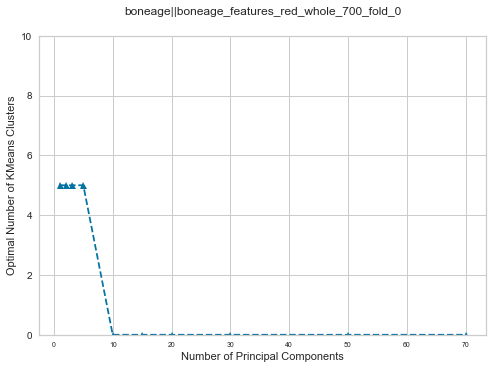 boneage||boneage_features_red_whole_700_fold_0
Optimal Number of KMeans Clusters
10
8
6
4
2
0
0 10 20 30 40 50 60 70
Number of Principal Components